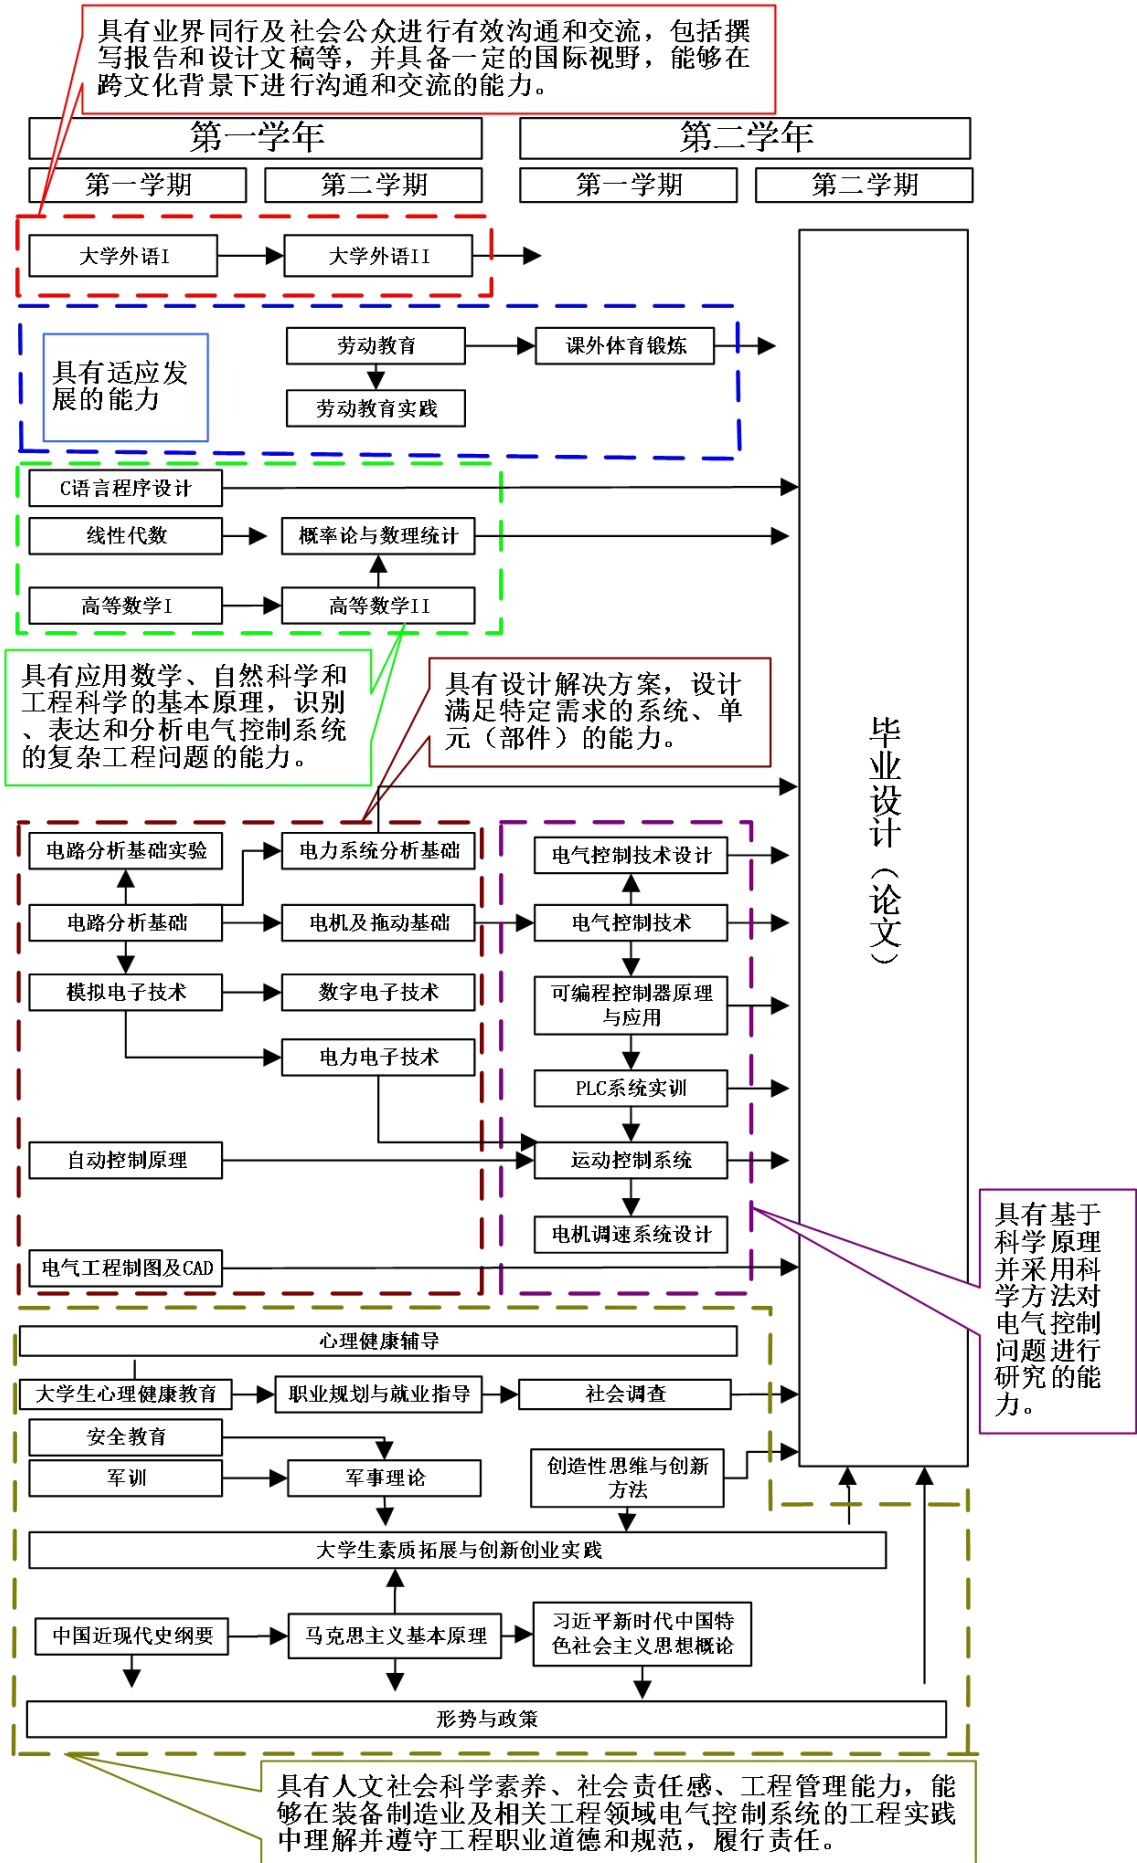 具有业界同行及社会公众进行有效沟通和交流，包括撰
写报告和设计文稿等，并具备一定的国际视野，能够在
跨文化背景下进行沟通和交流的能力。
第一学年
第二学年
第一学期
第二学期
第一学期
第二学期
大学外语I
大学外语II
劳动教育
课外体育锻炼
具有适应发
展的能力
劳动教育实践
C语言程序设计
线性代数
概率论与数理统计
高等数学I
高等数学II
具有应用数学、自然科学和
工程科学的基本原理，识别
、表达和分析电气控制系统
的复杂工程问题的能力。
具有设计解决方案，设计
满足特定需求的系统、单
元（部件）的能力。
毕业设计（论文）
电路分析基础实验
电力系统分析基础
电气控制技术设计
电路分析基础
电机及拖动基础
电气控制技术
模拟电子技术
数字电子技术
可编程控制器原理
与应用
电力电子技术
PLC系统实训
自动控制原理
运动控制系统
电机调速系统设计
电气工程制图及CAD
具有基于
科学原理
并采用科
学方法对
电气控制
问题进行
研究的能
力。
心理健康辅导
大学生心理健康教育
职业规划与就业指导
社会调查
安全教育
军训
军事理论
创造性思维与创新
方法
大学生素质拓展与创新创业实践
中国近现代史纲要
马克思主义基本原理
习近平新时代中国特
色社会主义思想概论
形势与政策
具有人文社会科学素养、社会责任感、工程管理能力，能
够在装备制造业及相关工程领域电气控制系统的工程实践
中理解并遵守工程职业道德和规范，履行责任。